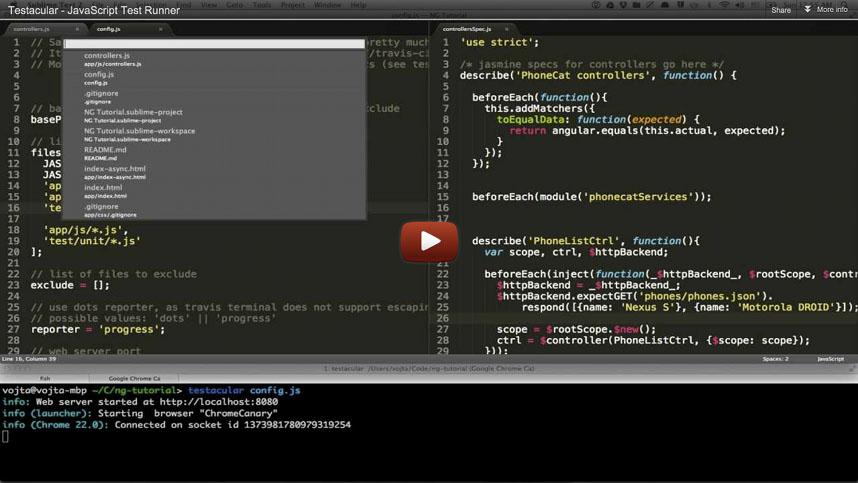 Testacular - JavaScript Test Runner
Share
More info
Goto Tools Project Window Help
controllers.js
config.js
controllersSpec.js
1 // Sa
pretty much
2 // It
/travis-ci
3 // Mo
ts (see tes
4
5
6
7 // ba
clude
8 baseP
9
10 // li
11 files
12 JAS
13 JAS
14 'ap
15 'ap
16 'te
17
18 'app/js/*.js',
19 'test/unit/*.js'
20 ];
21
22 // list of files to exclude
23 exclude = [];
24
25 // use dots reporter, as travis terminal does not support escapin
26 // possible values: 'dots' || 'progress'
27 reporter = 'progress';
28
29 // web server port
controllers.js
app/js/controllers.js
config.js
config.js
.gitignore
.gitignore
NG Tutorial.sublime-project
NG Tutorial.sublime-project
NG Tutorial.sublime-workspace
NG Tutorial.sublime-workspace
README.md
README.md
index-async.html
app/index-async.html
index.html
app/index.html
.gitignore
app/css/.gitignore
1 'use strict';
2
3 /* jasmine specs for controllers go here */
4 describe('PhoneCat controllers', function() {
5
6 beforeEach(function(){
7 this.addMatchers({
8 toEqualData: function(expected) {
9 return angular.equals(this.actual, expected);
10 }
11 });
12 });
13
14
15 beforeEach(module('phonecatServices'));
16
17
18
19 describe('PhoneListCtrl', function(){
20 var scope, ctrl, $httpBackend;
21
22 beforeEach(inject(function(_$httpBackend_, $rootScope, $contr
23 $httpBackend = _$httpBackend_;
24 $httpBackend.expectGET('phones/phones.json').
25 respond([{name: 'Nexus S'}, {name: 'Motorola DROID'}]);
26
27 scope = $rootScope.$new();
28 ctrl = $controller(PhoneListCtrl, {$scope: scope});
29 }));
Line 16, Column 39
Spaces: 2
JavaScript
1. testacular /Users/vojta/Code/ng-tutorial (Google Chrome Ca)
fish
Google Chrome Ca
vojta@vojta-mbp ~/C/ng-tutorial> testacular config.js
info: Web server started at http://localhost:8080
info (launcher): Starting browser "ChromeCanary"
info (Chrome 22.0): Connected on socket id 1373981780979319254